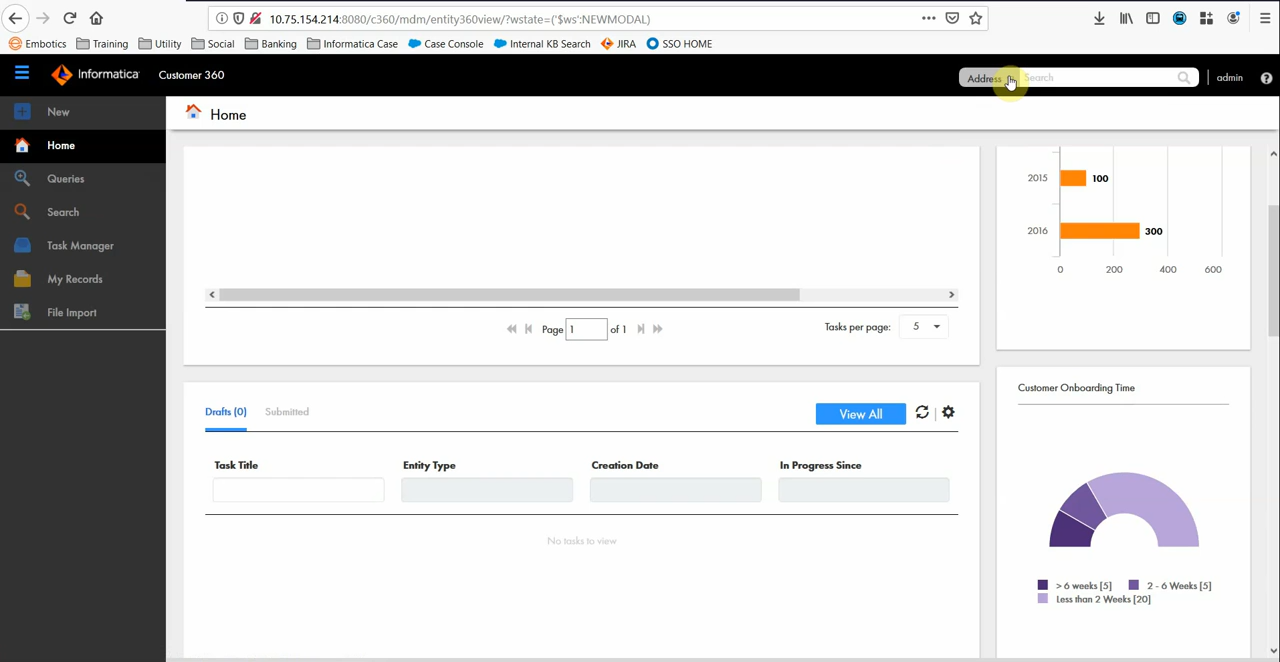 10.75.154.214:8080/c360/mdm/entity360view/?wstate=('$ws':NEWMODAL)
Embotics Training Utility Social Banking Informatica Case Case Console Internal KB Search JIRA SSO HOME
Informatica Customer 360 Address Search admin ?
New
Home
Queries
Search
Task Manager
My Records
File Import
Home
2015 100
2016 300
0 200 400 600
Page 1 of 1 Tasks per page: 5
Drafts (0) Submitted View All
Task Title Entity Type Creation Date In Progress Since
No tasks to view
Customer Onboarding Time
> 6 weeks [5] 2 - 6 Weeks [5]
Less than 2 Weeks [20]